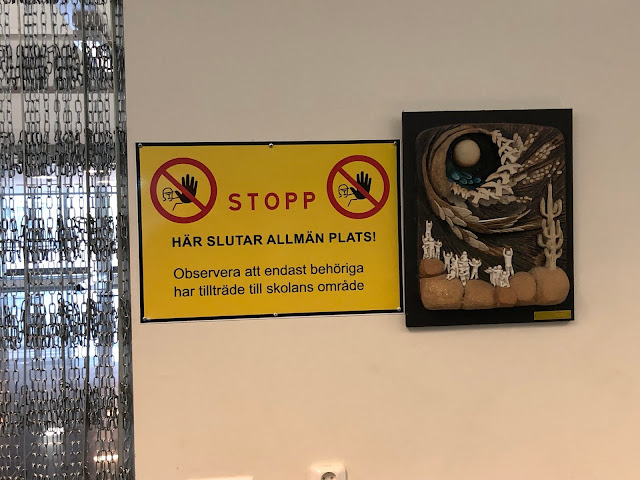 STOPP
HÄR SLUTAR ALLMÄN PLATS!
Observera att endast behöriga
har tillträde till skolans område